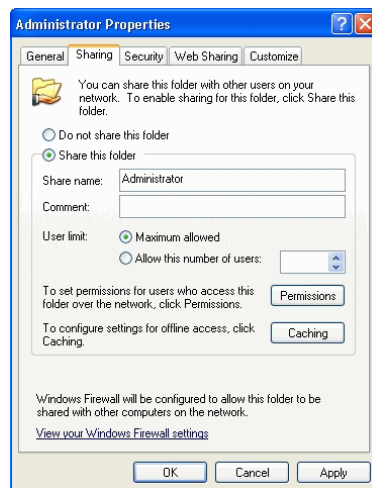 Administrator Properties
General Sharing Security Web Sharing Customize
You can share this folder with other users on your
network. To enable sharing for this folder, click Share this
folder.
Do not share this folder
Share this folder
Share name: Administrator
Comment:
User limit: Maximum allowed
Allow this number of users:
To set permissions for users who access this
folder over the network, click Permissions.
Permissions
To configure settings for offline access, click
Caching.
Caching
Windows Firewall will be configured to allow this folder to be
shared with other computers on the network.
View your Windows Firewall settings
OK Cancel Apply